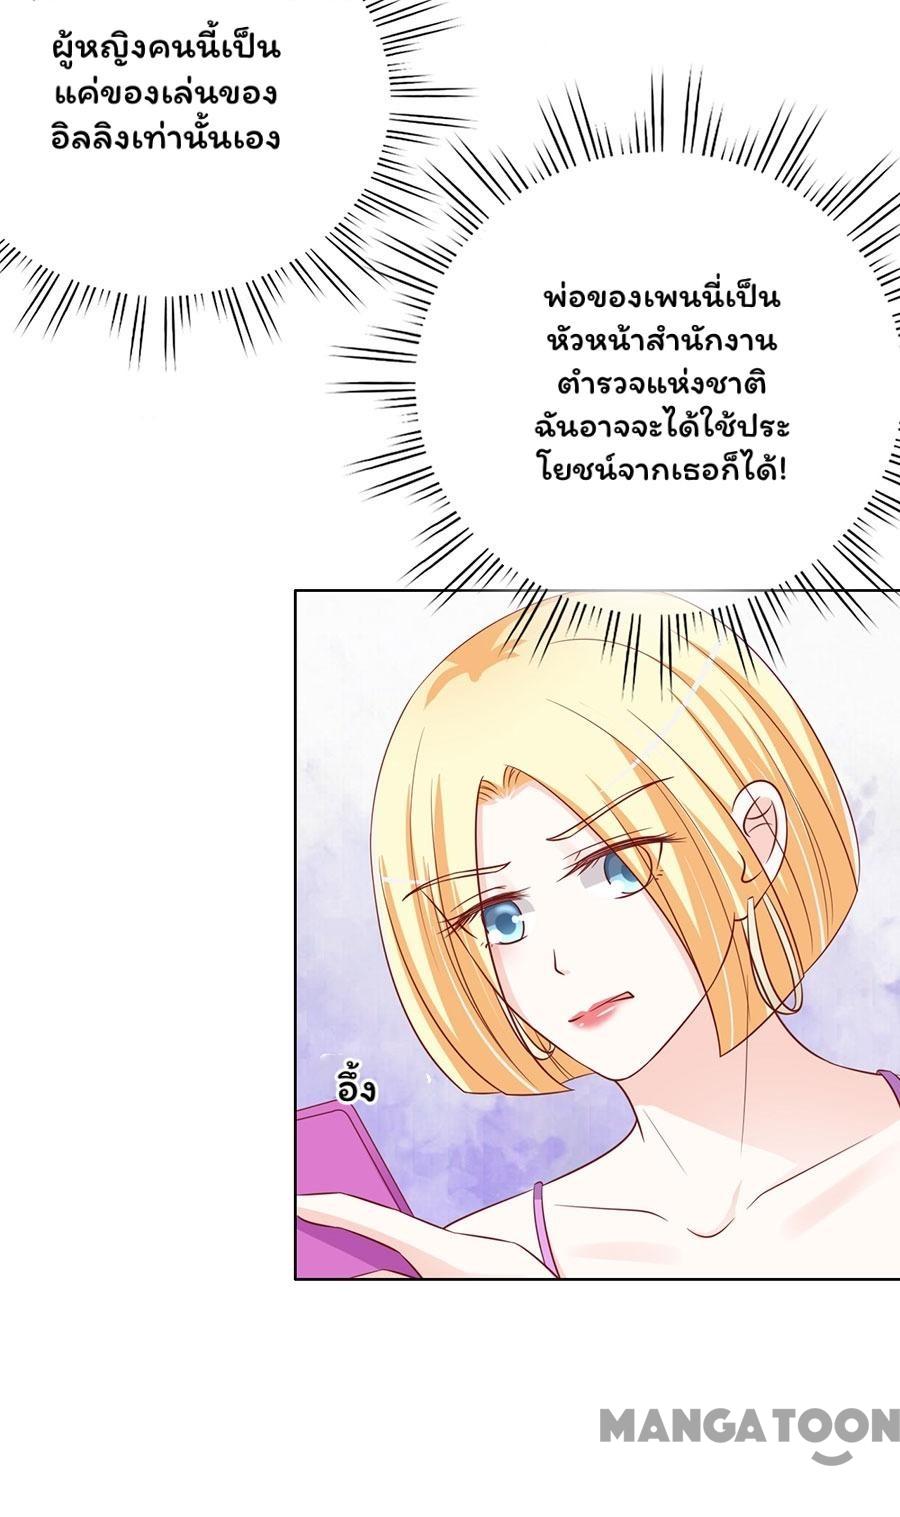 ผู้หญิงคนนี้เป็น
แค่ของเล่นของ
อิลลิงเท่านั้นเอง
พ่อของเพนนี่เป็น
หัวหน้าสำนักงาน
ตำรวจแห่งชาติ
ฉันอาจจะได้ใช้ประ
โยชน์จากเธอก็ได้!
อึ้ง
MANGATOON